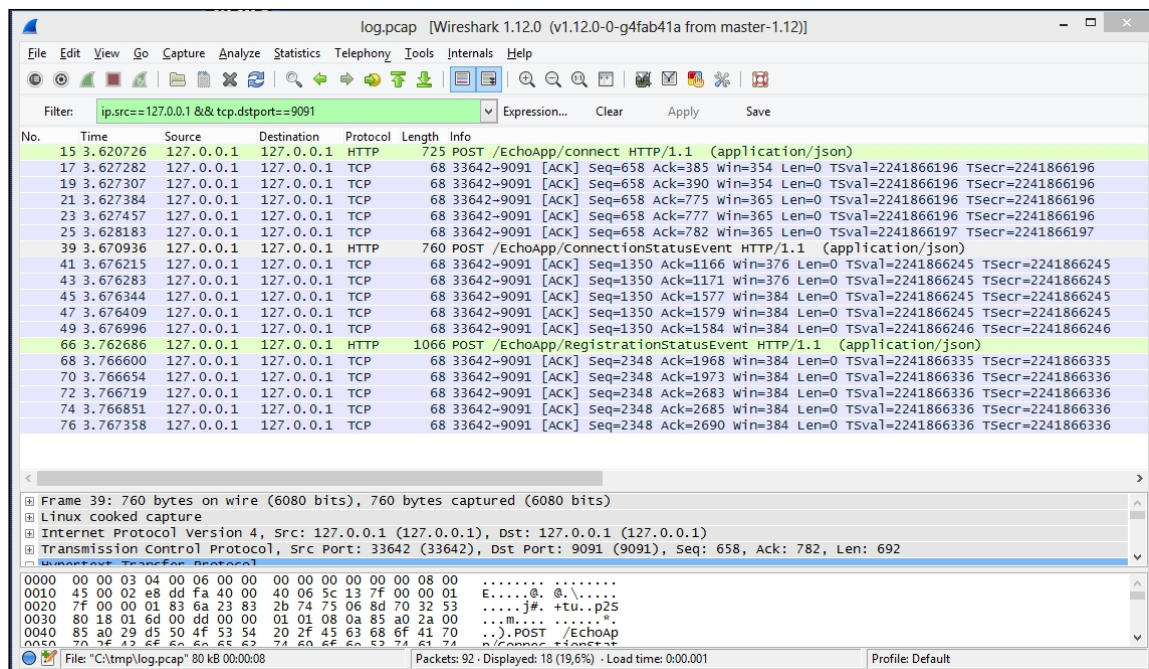 log.pcap [Wireshark 1.12.0 (v1.12.0-0-g4fab41a from master-1.12)]
File Edit View Go Capture Analyze Statistics Telephony Tools Internals Help
Filter: ip.src==127.0.0.1 && tcp.dstport==9091 Expression... Clear Apply Save
No. Time Source Destination Protocol Length Info
15 3.620726 127.0.0.1 127.0.0.1 HTTP 725 POST /EchoApp/connect HTTP/1.1 (application/json)
17 3.627282 127.0.0.1 127.0.0.1 TCP 68 33642→9091 [ACK] Seq=658 Ack=385 Win=354 Len=0 TSval=2241866196 TSecr=2241866196
19 3.627307 127.0.0.1 127.0.0.1 TCP 68 33642→9091 [ACK] Seq=658 Ack=390 Win=354 Len=0 TSval=2241866196 TSecr=2241866196
21 3.627384 127.0.0.1 127.0.0.1 TCP 68 33642→9091 [ACK] Seq=658 Ack=775 Win=365 Len=0 TSval=2241866196 TSecr=2241866196
23 3.627457 127.0.0.1 127.0.0.1 TCP 68 33642→9091 [ACK] Seq=658 Ack=777 Win=365 Len=0 TSval=2241866196 TSecr=2241866196
25 3.628183 127.0.0.1 127.0.0.1 TCP 68 33642→9091 [ACK] Seq=658 Ack=782 Win=365 Len=0 TSval=2241866197 TSecr=2241866197
39 3.670936 127.0.0.1 127.0.0.1 HTTP 760 POST /EchoApp/ConnectionStatusEvent HTTP/1.1 (application/json)
41 3.676215 127.0.0.1 127.0.0.1 TCP 68 33642→9091 [ACK] Seq=1350 Ack=1166 Win=376 Len=0 TSval=2241866245 TSecr=2241866245
43 3.676283 127.0.0.1 127.0.0.1 TCP 68 33642→9091 [ACK] Seq=1350 Ack=1171 Win=376 Len=0 TSval=2241866245 TSecr=2241866245
45 3.676344 127.0.0.1 127.0.0.1 TCP 68 33642→9091 [ACK] Seq=1350 Ack=1577 Win=384 Len=0 TSval=2241866245 TSecr=2241866245
47 3.676409 127.0.0.1 127.0.0.1 TCP 68 33642→9091 [ACK] Seq=1350 Ack=1579 Win=384 Len=0 TSval=2241866245 TSecr=2241866245
49 3.676996 127.0.0.1 127.0.0.1 TCP 68 33642→9091 [ACK] Seq=1350 Ack=1584 Win=384 Len=0 TSval=2241866246 TSecr=2241866246
66 3.762686 127.0.0.1 127.0.0.1 HTTP 1066 POST /EchoApp/RegistrationStatusEvent HTTP/1.1 (application/json)
68 3.766600 127.0.0.1 127.0.0.1 TCP 68 33642→9091 [ACK] Seq=2348 Ack=1968 Win=384 Len=0 TSval=2241866335 TSecr=2241866335
70 3.766654 127.0.0.1 127.0.0.1 TCP 68 33642→9091 [ACK] Seq=2348 Ack=1973 Win=384 Len=0 TSval=2241866336 TSecr=2241866336
72 3.766719 127.0.0.1 127.0.0.1 TCP 68 33642→9091 [ACK] Seq=2348 Ack=2683 Win=384 Len=0 TSval=2241866336 TSecr=2241866336
74 3.766851 127.0.0.1 127.0.0.1 TCP 68 33642→9091 [ACK] Seq=2348 Ack=2685 Win=384 Len=0 TSval=2241866336 TSecr=2241866336
76 3.767358 127.0.0.1 127.0.0.1 TCP 68 33642→9091 [ACK] Seq=2348 Ack=2690 Win=384 Len=0 TSval=2241866336 TSecr=2241866336
Frame 39: 760 bytes on wire (6080 bits), 760 bytes captured (6080 bits)
Linux cooked capture
Internet Protocol Version 4, Src: 127.0.0.1 (127.0.0.1), Dst: 127.0.0.1 (127.0.0.1)
Transmission Control Protocol, Src Port: 33642 (33642), Dst Port: 9091 (9091), Seq: 658, Ack: 782, Len: 692
Hypertext Transfer Protocol
0000 00 00 03 04 00 06 00 00 00 00 00 00 00 00 08 00 ........ ........
0010 45 00 02 e8 dd fa 40 00 40 06 5c 13 7f 00 00 01 E.....@. @.\.....
0020 7f 00 00 01 83 6a 23 83 2b 74 75 06 8d 70 32 53 .....j#. +tu..p2S
0030 80 18 01 6d 00 dd 00 00 01 01 08 0a 85 a0 2a 00 ...m.... ......*.
0040 85 a0 29 d5 50 4f 53 54 20 2f 45 63 68 6f 41 70 ..).POST /EchoAp
0050 70 2f 43 6f 6e 6e 65 63 74 69 6f 6e 53 74 61 74 p/Connec tionStat
File: "C:\tmp\log.pcap" 80 kB 00:00:08 Packets: 92 · Displayed: 18 (19,6%) · Load time: 0:00.001 Profile: Default